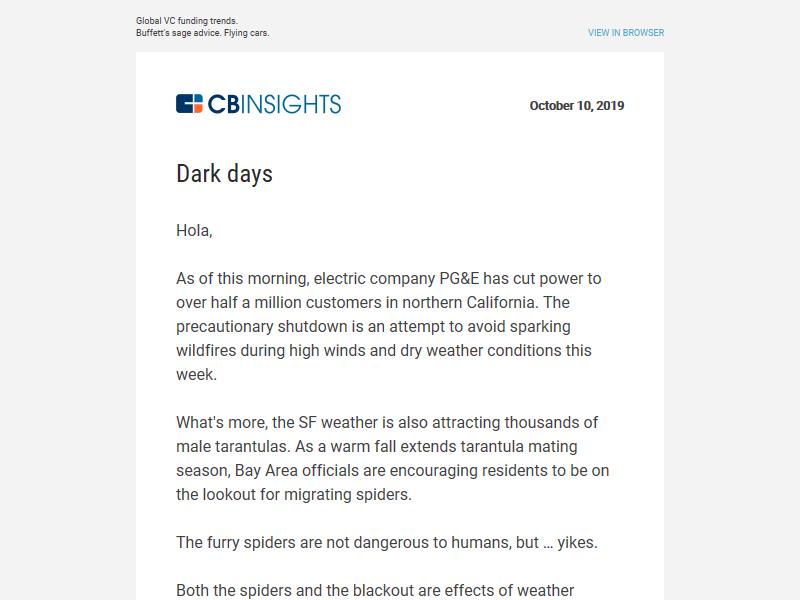 Global VC funding trends.
Buffett's sage advice. Flying cars.
VIEW IN BROWSER
CBINSIGHTS
October 10, 2019
Dark days
Hola,
As of this morning, electric company PG&E has cut power to
over half a million customers in northern California. The
precautionary shutdown is an attempt to avoid sparking
wildfires during high winds and dry weather conditions this
week.
What's more, the SF weather is also attracting thousands of
male tarantulas. As a warm fall extends tarantula mating
season, Bay Area officials are encouraging residents to be on
the lookout for migrating spiders.
The furry spiders are not dangerous to humans, but ... yikes.
Both the spiders and the blackout are effects of weather